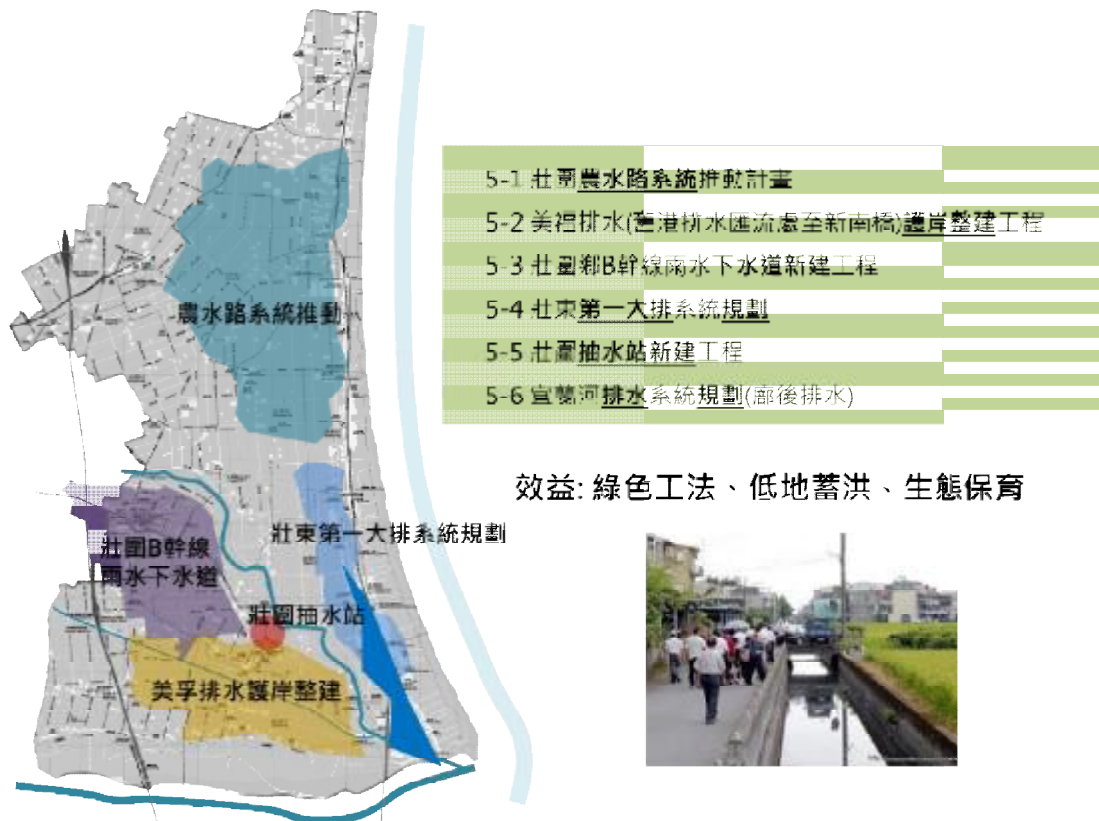 5-1 壯圍農水路系統推動計畫
5-2 美福排水(舊港排水匯流處至新南橋)護岸整建工程
5-3 壯圍鄉B幹線雨水下水道新建工程
5-4 壯東第一大排系統規劃
5-5 壯圍抽水站新建工程
5-6 宜蘭河排水系統規劃(廍後排水)
農水路系統推動
效益: 綠色工法、低地蓄洪、生態保育
壯東第一大排系統規劃
壯圍B幹線
雨水下水道
壯圍抽水站
美孚排水護岸整建